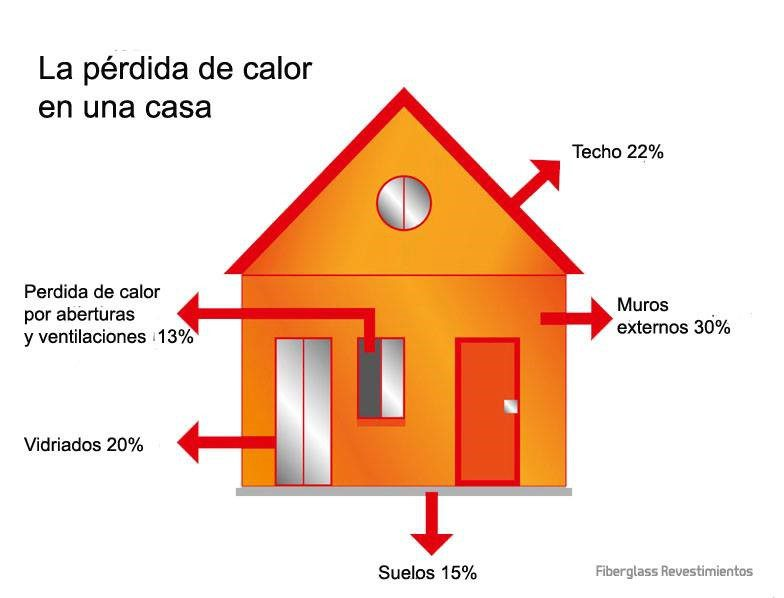 La pérdida de calor
en una casa
Techo 22%
Perdida de calor
por aberturas
y ventilaciones 13%
Muros
externos 30%
Vidriados 20%
Suelos 15%
Fiberglass Revestimientos